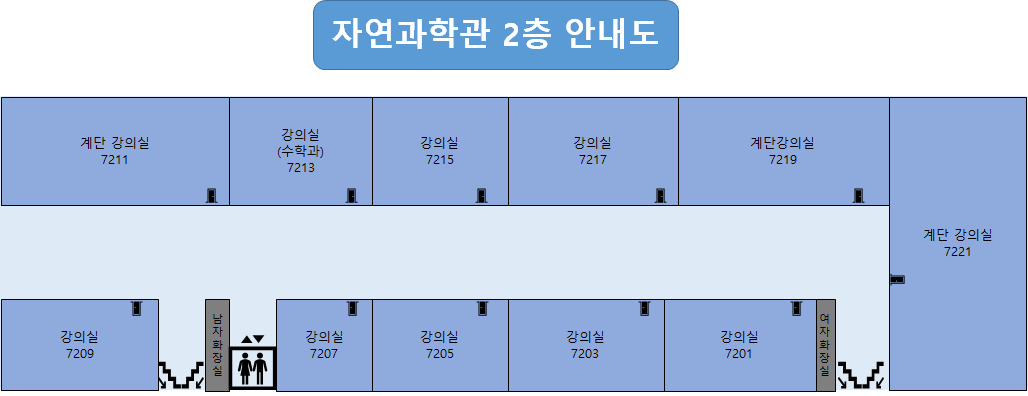 자연과학관 2층 안내도
계단 강의실
7211
강의실
(수학과)
7213
강의실
7215
강의실
7217
계단강의실
7219
계단 강의실
7221
강의실
7209
남자화장실
강의실
7207
강의실
7205
강의실
7203
강의실
7201
여자화장실